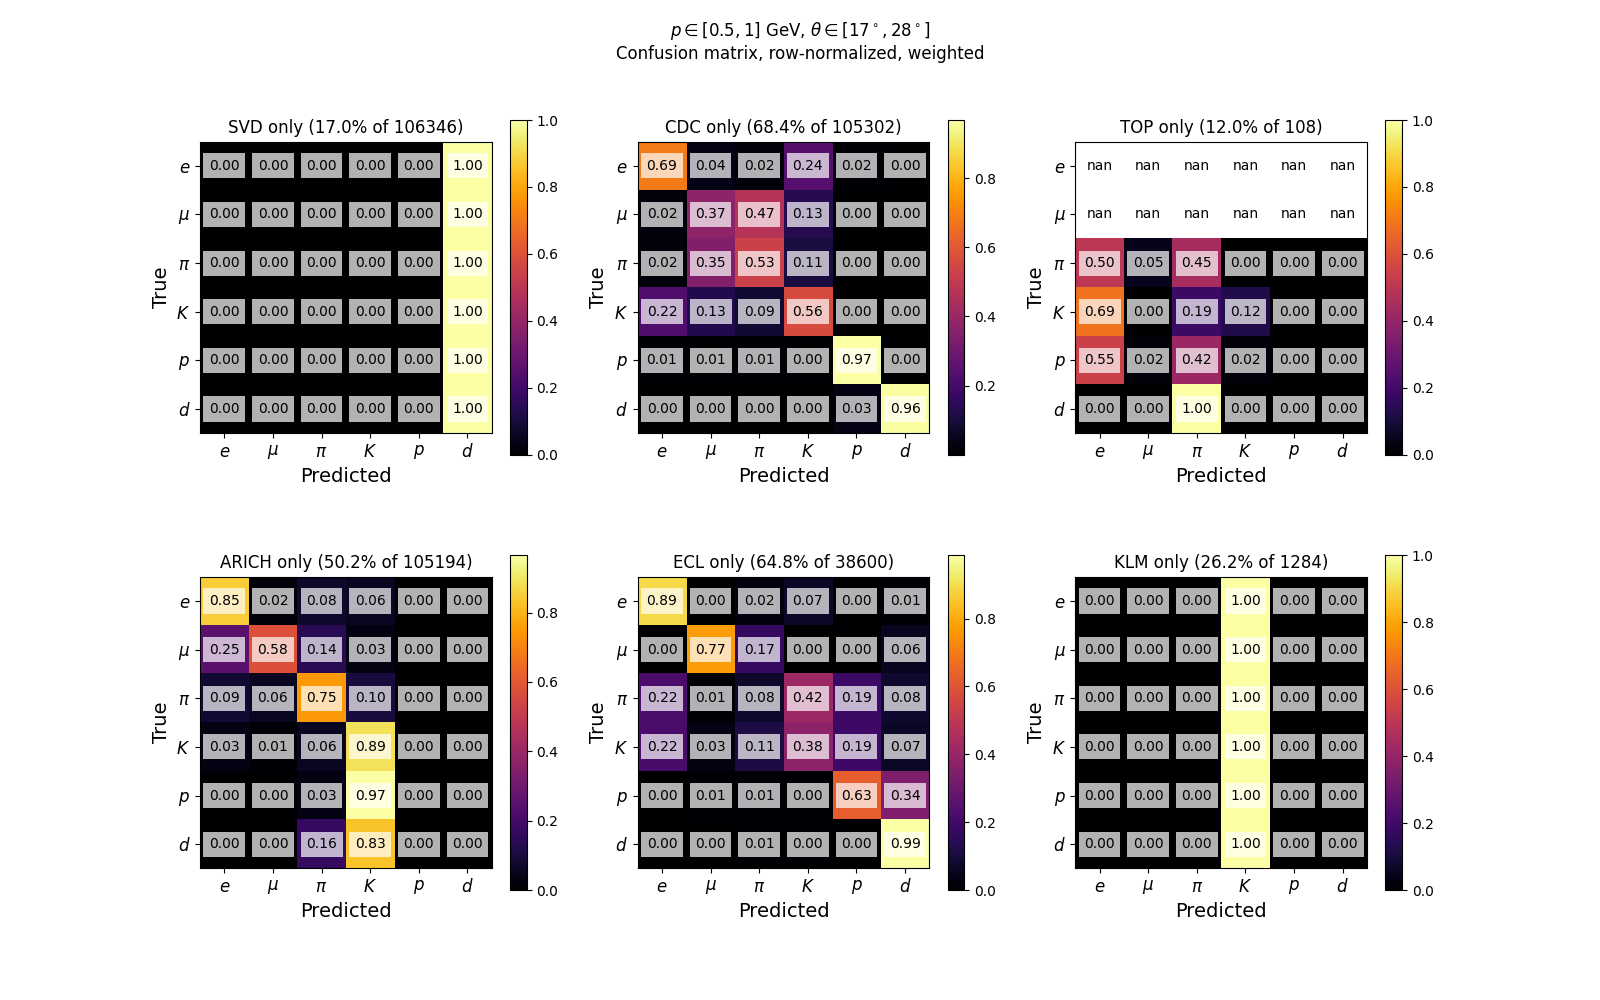 p ∈ [0.5, 1] GeV, θ ∈ [17°, 28°]
Confusion matrix, row-normalized, weighted
SVD only (17.0% of 106346)
True
e 0.00 0.00 0.00 0.00 0.00 1.00
μ 0.00 0.00 0.00 0.00 0.00 1.00
π 0.00 0.00 0.00 0.00 0.00 1.00
K 0.00 0.00 0.00 0.00 0.00 1.00
p 0.00 0.00 0.00 0.00 0.00 1.00
d 0.00 0.00 0.00 0.00 0.00 1.00
e μ π K p d
Predicted
1.0
0.8
0.6
0.4
0.2
0.0
CDC only (68.4% of 105302)
True
e 0.69 0.04 0.02 0.24 0.02 0.00
μ 0.02 0.37 0.47 0.13 0.00 0.00
π 0.02 0.35 0.53 0.11 0.00 0.00
K 0.22 0.13 0.09 0.56 0.00 0.00
p 0.01 0.01 0.01 0.00 0.97 0.00
d 0.00 0.00 0.00 0.00 0.03 0.96
e μ π K p d
Predicted
0.8
0.6
0.4
0.2
TOP only (12.0% of 108)
True
e nan nan nan nan nan nan
μ nan nan nan nan nan nan
π 0.50 0.05 0.45 0.00 0.00 0.00
K 0.69 0.00 0.19 0.12 0.00 0.00
p 0.55 0.02 0.42 0.02 0.00 0.00
d 0.00 0.00 1.00 0.00 0.00 0.00
e μ π K p d
Predicted
1.0
0.8
0.6
0.4
0.2
0.0
ARICH only (50.2% of 105194)
True
e 0.85 0.02 0.08 0.06 0.00 0.00
μ 0.25 0.58 0.14 0.03 0.00 0.00
π 0.09 0.06 0.75 0.10 0.00 0.00
K 0.03 0.01 0.06 0.89 0.00 0.00
p 0.00 0.00 0.03 0.97 0.00 0.00
d 0.00 0.00 0.16 0.83 0.00 0.00
e μ π K p d
Predicted
0.8
0.6
0.4
0.2
0.0
ECL only (64.8% of 38600)
True
e 0.89 0.00 0.02 0.07 0.00 0.01
μ 0.00 0.77 0.17 0.00 0.00 0.06
π 0.22 0.01 0.08 0.42 0.19 0.08
K 0.22 0.03 0.11 0.38 0.19 0.07
p 0.00 0.01 0.01 0.00 0.63 0.34
d 0.00 0.00 0.01 0.00 0.00 0.99
e μ π K p d
Predicted
0.8
0.6
0.4
0.2
0.0
KLM only (26.2% of 1284)
True
e 0.00 0.00 0.00 1.00 0.00 0.00
μ 0.00 0.00 0.00 1.00 0.00 0.00
π 0.00 0.00 0.00 1.00 0.00 0.00
K 0.00 0.00 0.00 1.00 0.00 0.00
p 0.00 0.00 0.00 1.00 0.00 0.00
d 0.00 0.00 0.00 1.00 0.00 0.00
e μ π K p d
Predicted
1.0
0.8
0.6
0.4
0.2
0.0